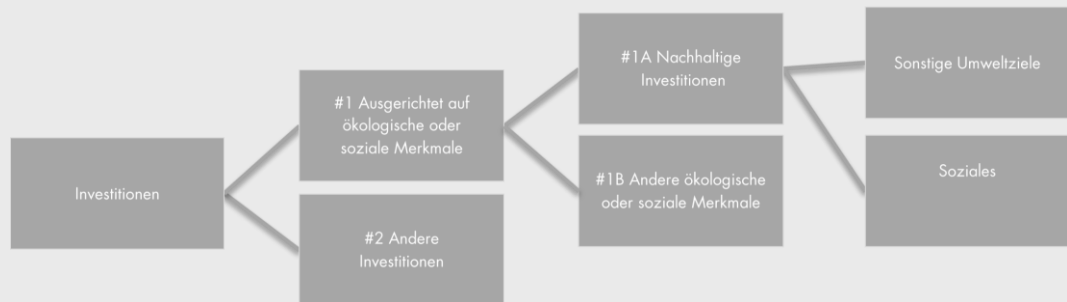 Investitionen
#1 Ausgerichtet auf
ökologische oder
soziale Merkmale
#2 Andere
Investitionen
#1A Nachhaltige
Investitionen
#1B Andere ökologische
oder soziale Merkmale
Sonstige Umweltziele
Soziales